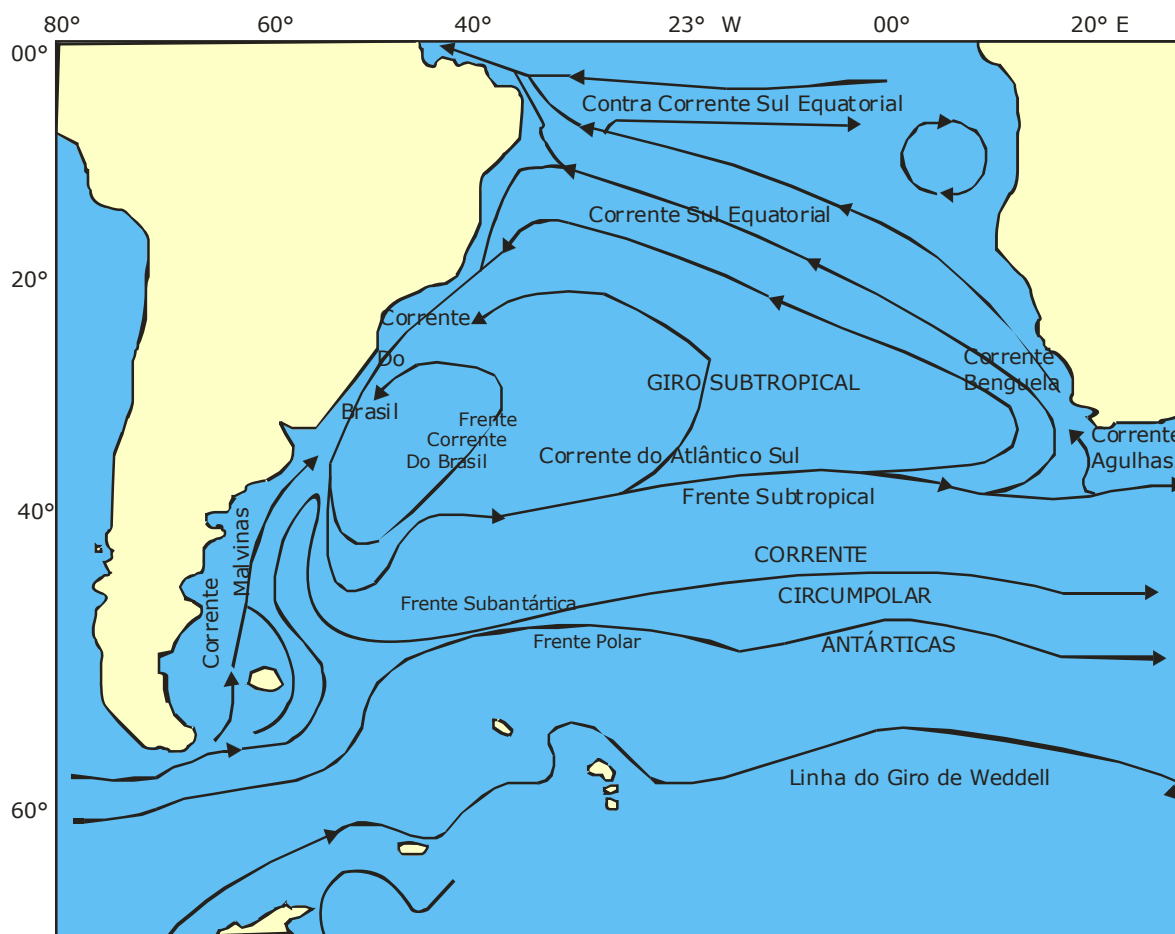 80°
60°
40°
23° W
00°
20° E
00°
Contra Corrente Sul Equatorial
Corrente Sul Equatorial
20°
Corrente
Do
Brasil
Corrente
Benguela
GIRO SUBTROPICAL
Frente
Corrente
Do Brasil
Corrente
Agulhas
Corrente do Atlântico Sul
Frente Subtropical
40°
Corrente
Malvinas
CORRENTE
CIRCUMPOLAR
ANTÁRTICAS
Frente Subantártica
Frente Polar
Linha do Giro de Weddell
60°